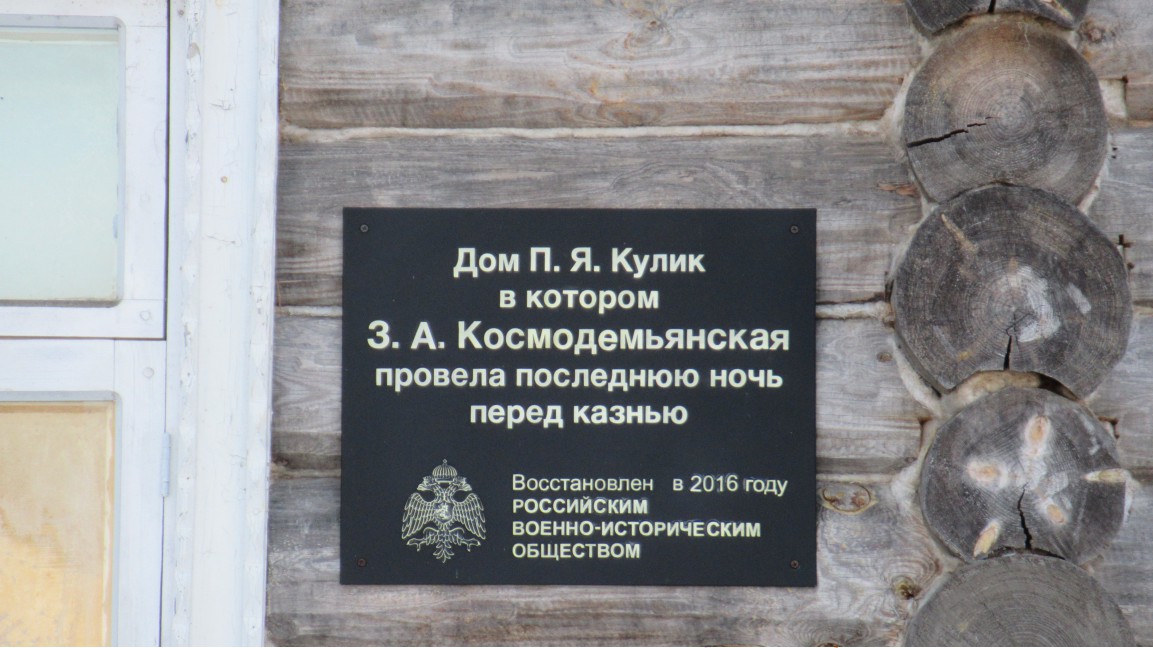 Дом П. Я. Кулик
в котором
З. А. Космодемьянская
провела последнюю ночь
перед казнью
Восстановлен в 2016 году
РОССИЙСКИМ
ВОЕННО-ИСТОРИЧЕСКИМ
ОБЩЕСТВОМ